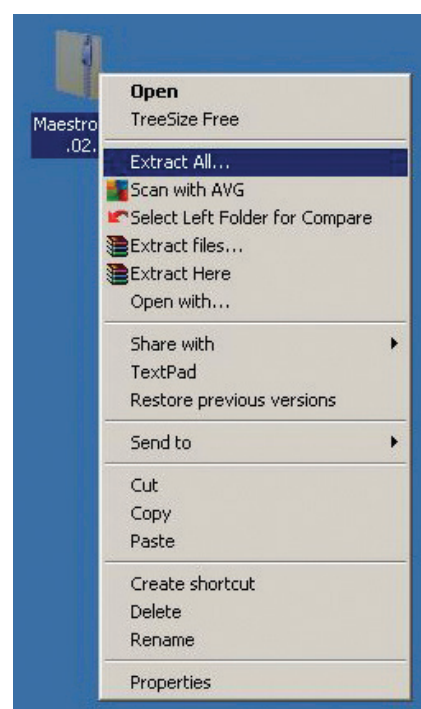 Maestro
.02.
Open
TreeSize Free
Extract All...
Scan with AVG
Select Left Folder for Compare
Extract files...
Extract Here
Open with...
Share with
TextPad
Restore previous versions
Send to
Cut
Copy
Paste
Create shortcut
Delete
Rename
Properties